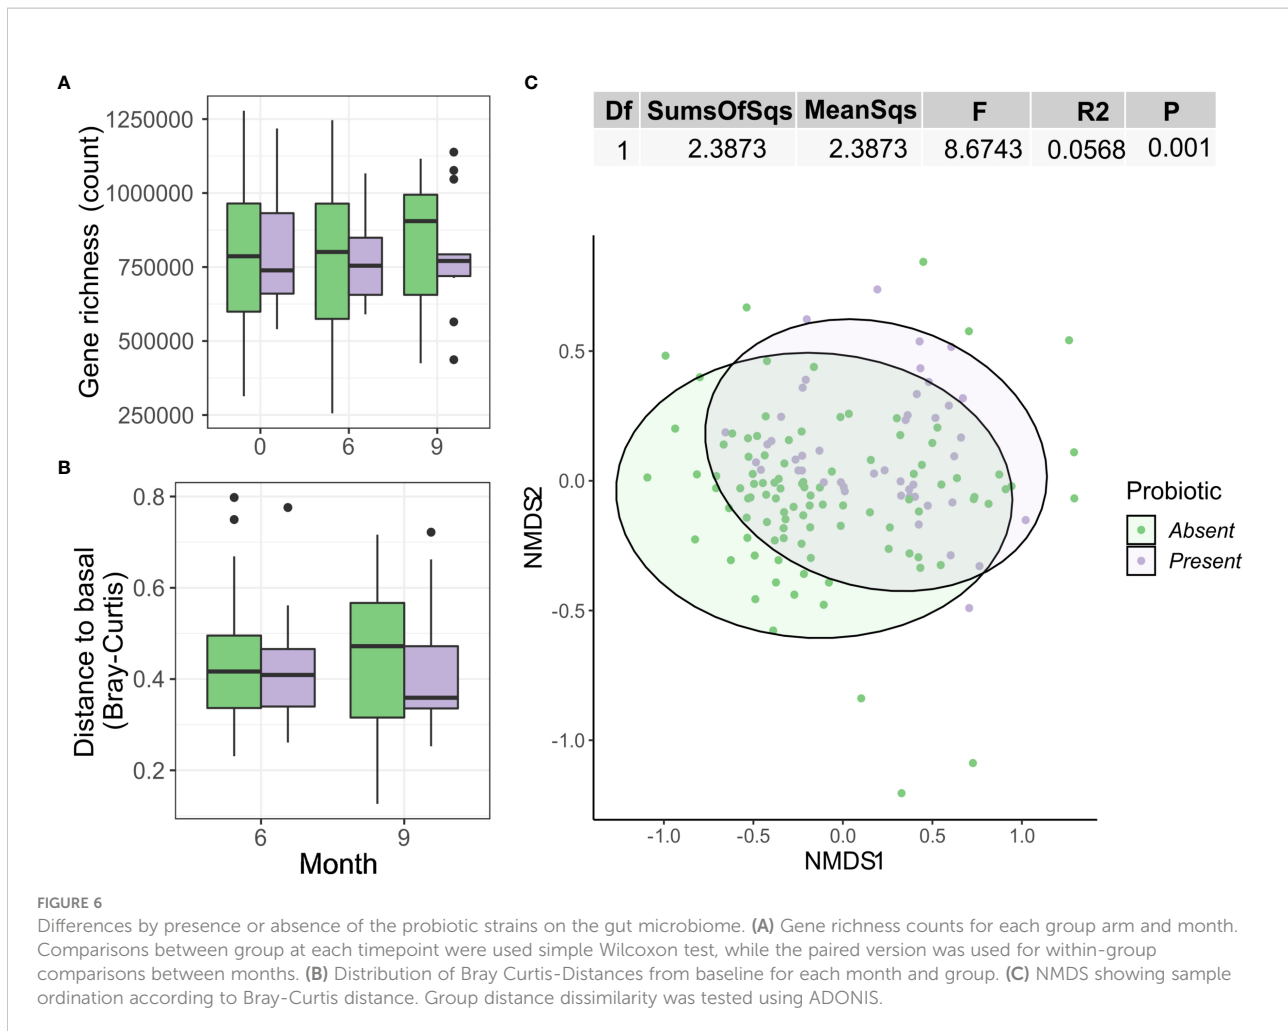 A
Gene richness (count)
1250000
1000000
750000
500000
250000
0 6 9
B
Distance to basal
(Bray-Curtis)
0.8
0.6
0.4
0.2
6 9
Month
C
Df SumsOfSqs MeanSqs F R2 P
1 2.3873 2.3873 8.6743 0.0568 0.001
NMDS2
0.5
0.0
-0.5
-1.0
-1.0 -0.5 0.0 0.5 1.0
NMDS1
Probiotic
Absent
Present
FIGURE 6
Differences by presence or absence of the probiotic strains on the gut microbiome. (A) Gene richness counts for each group arm and month.
Comparisons between group at each timepoint were used simple Wilcoxon test, while the paired version was used for within-group
comparisons between months. (B) Distribution of Bray Curtis-Distances from baseline for each month and group. (C) NMDS showing sample
ordination according to Bray-Curtis distance. Group distance dissimilarity was tested using ADONIS.